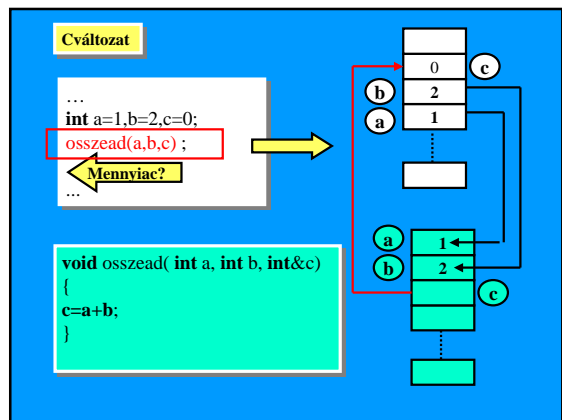 Cváltozat
…
int a=1,b=2,c=0;
osszead(a,b,c) ;
Mennyiac?
...
void osszead( int a, int b, int&c)
{
c=a+b;
}
0 c
b 2
a 1
a 1
b 2
c